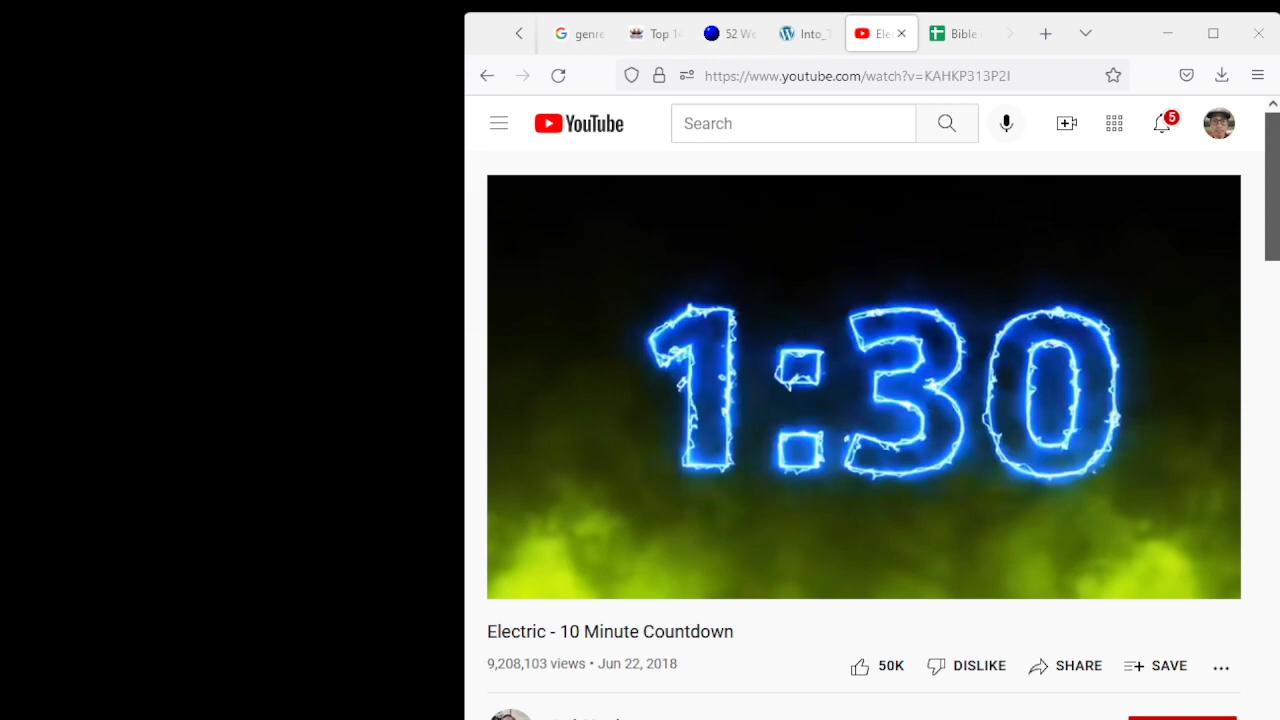 genre
Top 1
52 We
Into_T
Ele
Bible
https://www.youtube.com/watch?v=KAHKP313P2I
YouTube
Search
5
1:30
Electric - 10 Minute Countdown
9,208,103 views • Jun 22, 2018
50K
DISLIKE
SHARE
SAVE